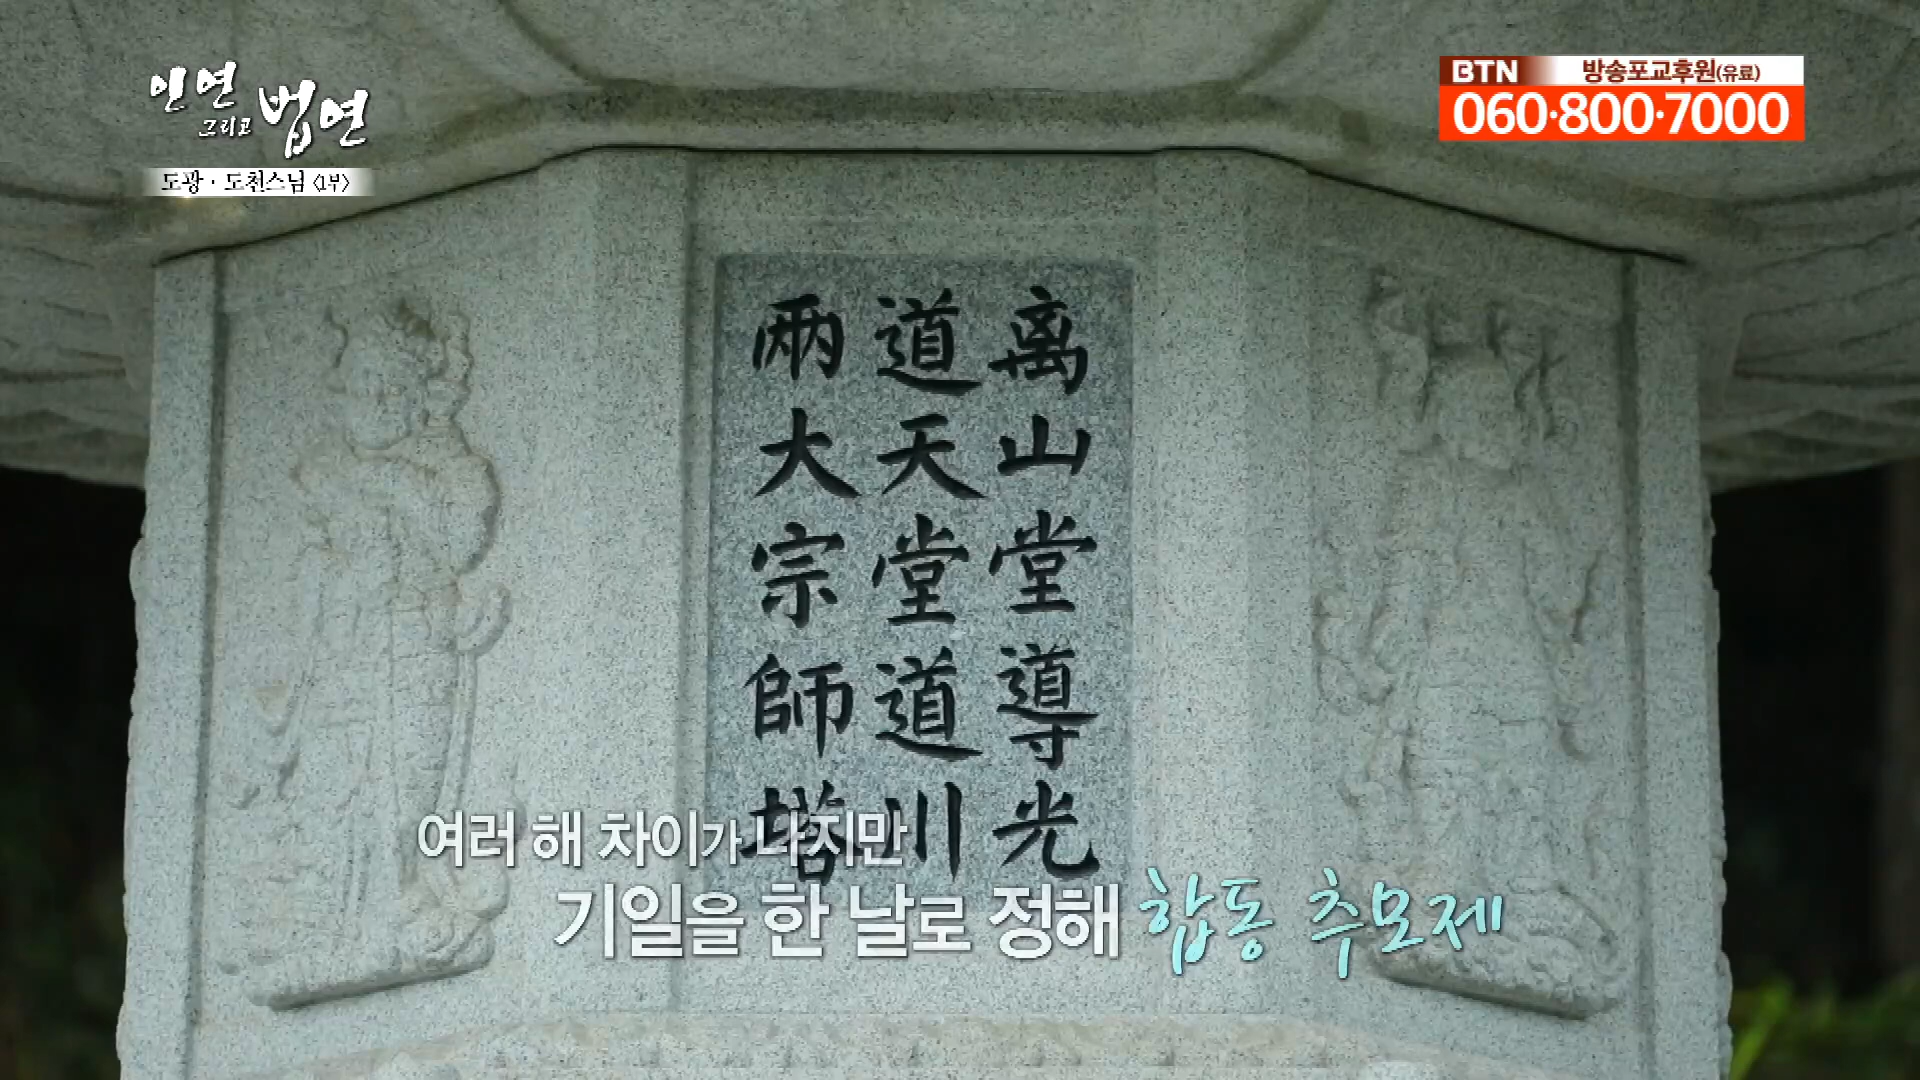 인연
그리고 법연
도광·도천스님 <1부>
BTN 방송포교후원(유료)
060·800·7000
离山堂導光
道天堂道川
兩大宗師塔
여러 해 차이가 나지만
기일을 한 날로 정해 합동 추모제